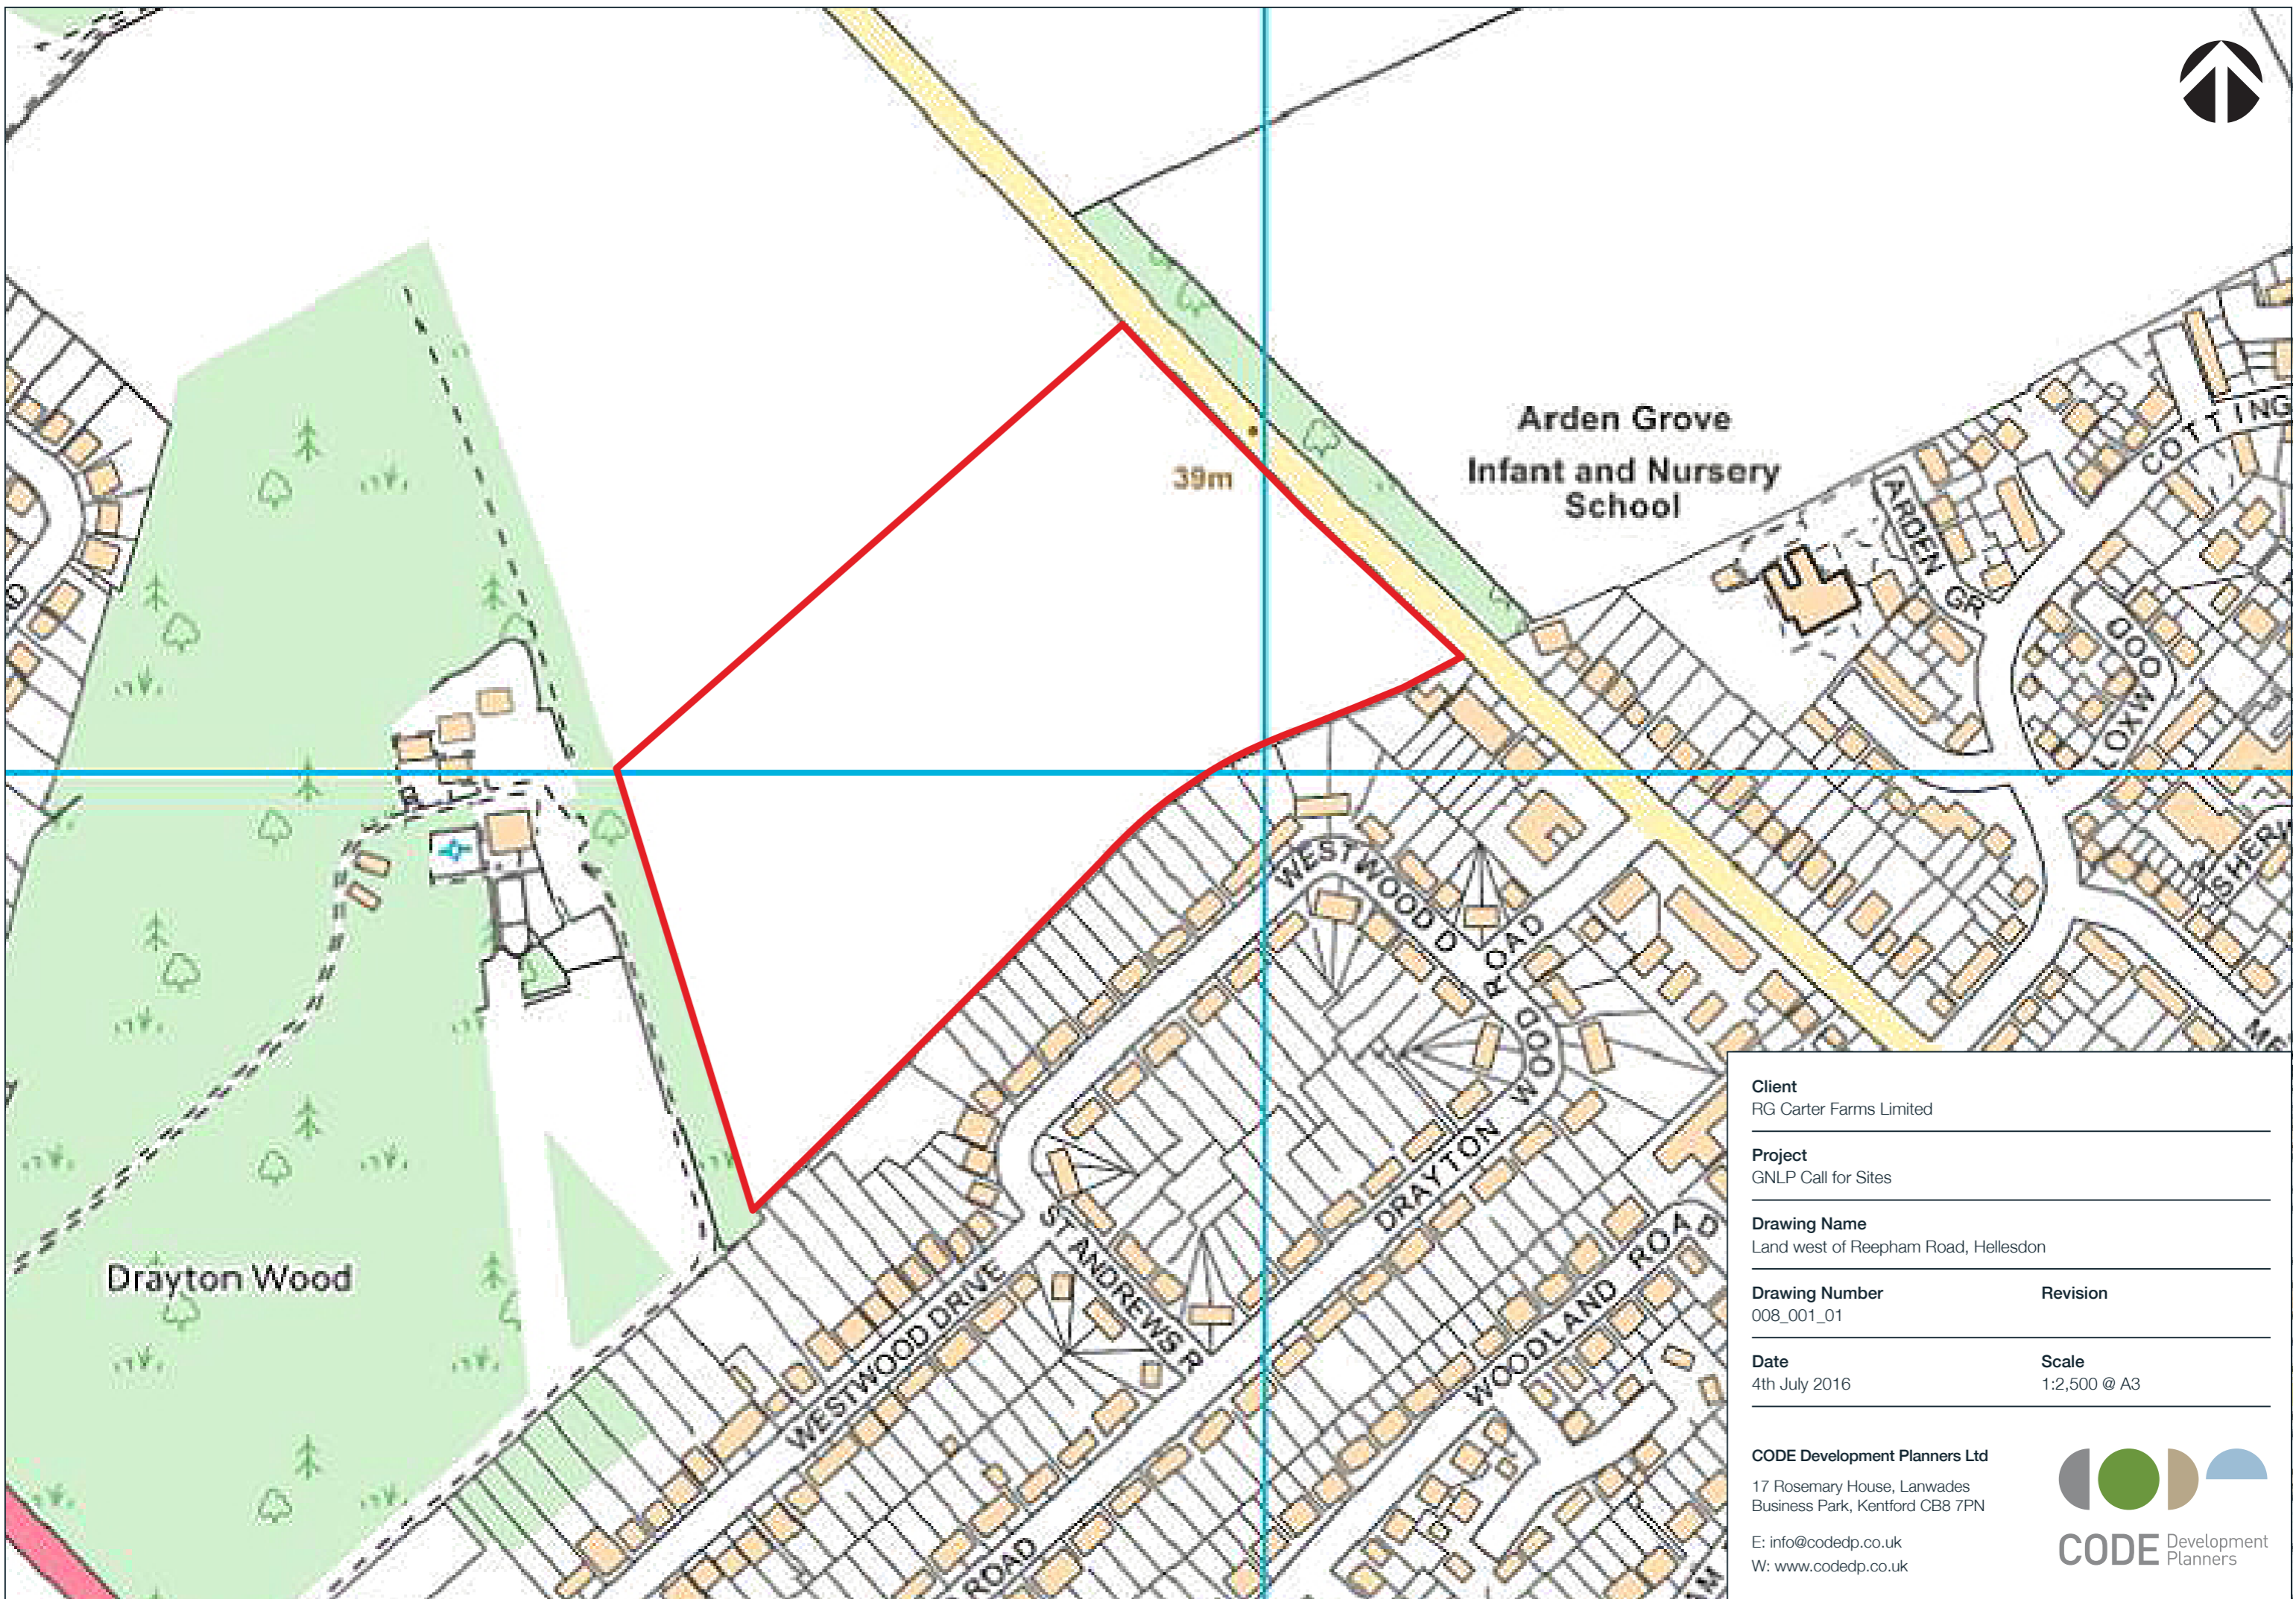 Arden Grove
Infant and Nursery
School
39m
COTTING
ARDEN GR
LOXWOOD
WESTWOOD
ROAD
DRAYTON WOOD
ST ANDREWS R
WESTWOOD DRIVE
WOODLAND ROAD
ROAD
Drayton Wood
Client
RG Carter Farms Limited
Project
GNLP Call for Sites
Drawing Name
Land west of Reepham Road, Hellesdon
Drawing Number
Revision
008_001_01
Date
Scale
4th July 2016
1:2,500 @ A3
CODE Development Planners Ltd
17 Rosemary House, Lanwades
Business Park, Kentford CB8 7PN
E: info@codedp.co.uk
W: www.codedp.co.uk
CODE Development
Planners